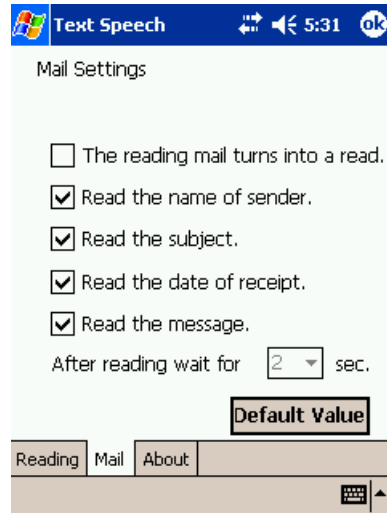 Text Speech 5:31 ok
Mail Settings
The reading mail turns into a read.
Read the name of sender.
Read the subject.
Read the date of receipt.
Read the message.
After reading wait for 2 sec.
Default Value
Reading Mail About